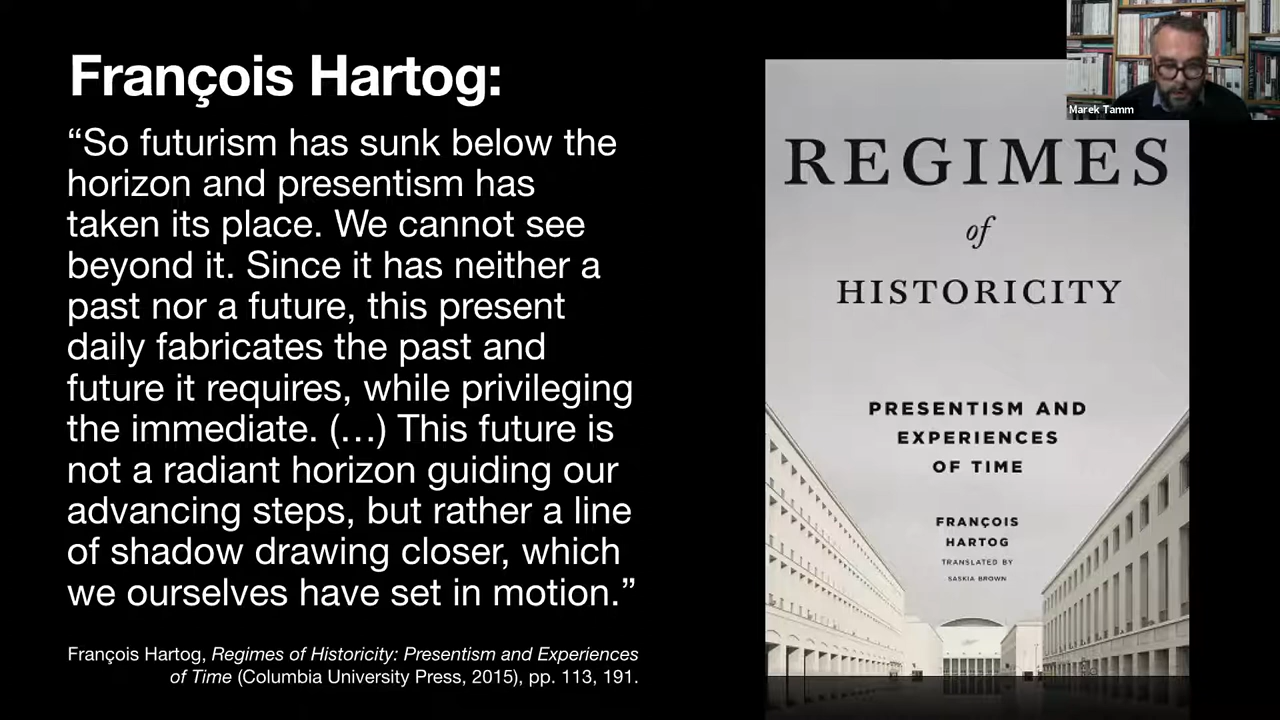 François Hartog:
“So futurism has sunk below the
horizon and presentism has
taken its place. We cannot see
beyond it. Since it has neither a
past nor a future, this present
daily fabricates the past and
future it requires, while privileging
the immediate. (…) This future is
not a radiant horizon guiding our
advancing steps, but rather a line
of shadow drawing closer, which
we ourselves have set in motion.”
François Hartog, Regimes of Historicity: Presentism and Experiences
of Time (Columbia University Press, 2015), pp. 113, 191.
Marek Tamm
REGIMES
of
HISTORICITY
PRESENTISM AND
EXPERIENCES
OF TIME
FRANÇOIS
HARTOG
TRANSLATED BY
SASKIA BROWN